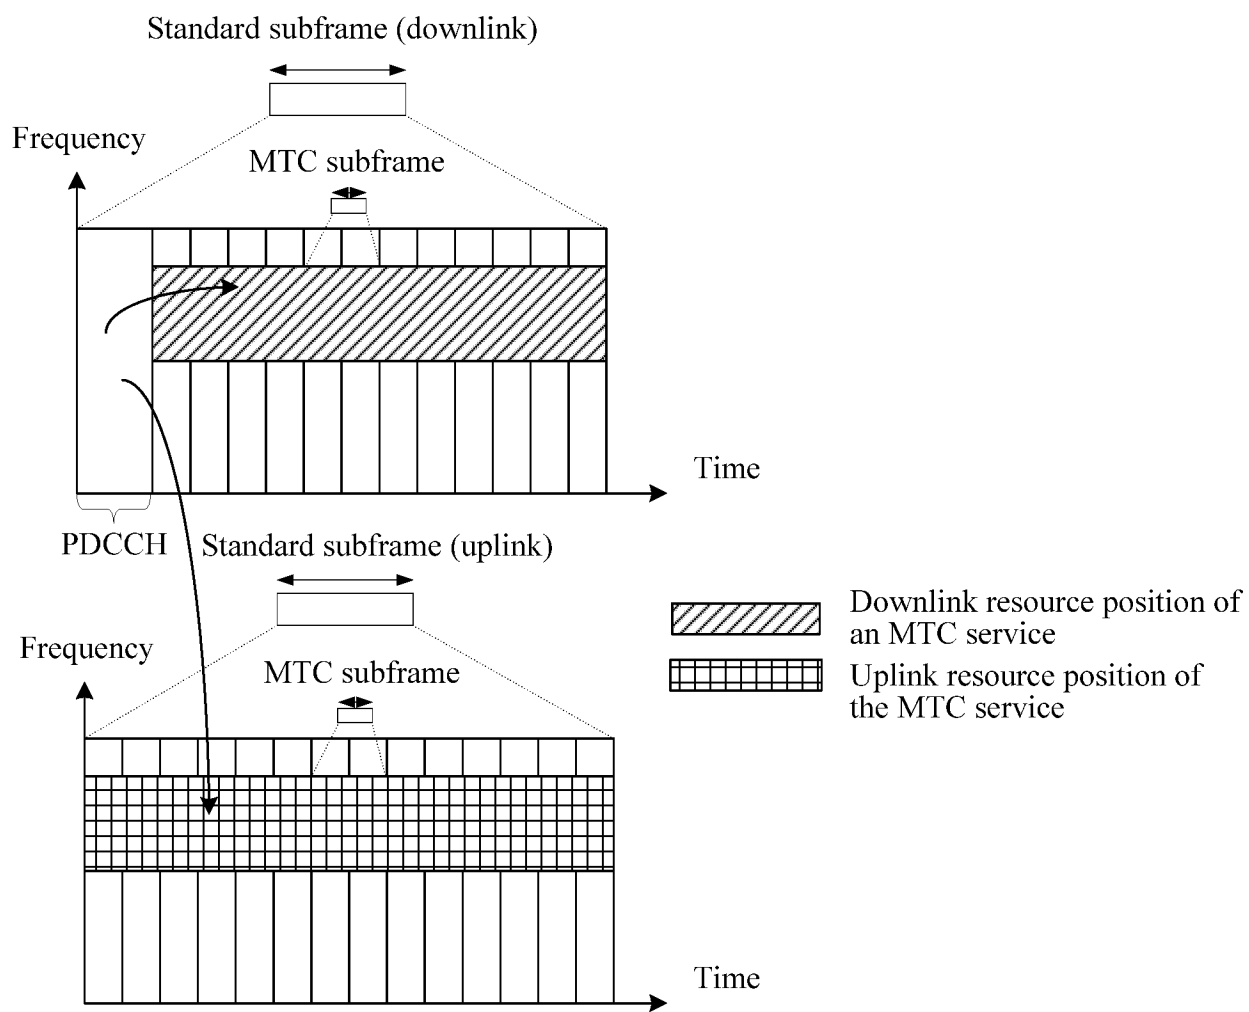 Standard subframe (downlink)
Frequency
MTC subframe
Time
PDCCH
Standard subframe (uplink)
Downlink resource position of
an MTC service
Uplink resource position of
the MTC service
Frequency
MTC subframe
Time